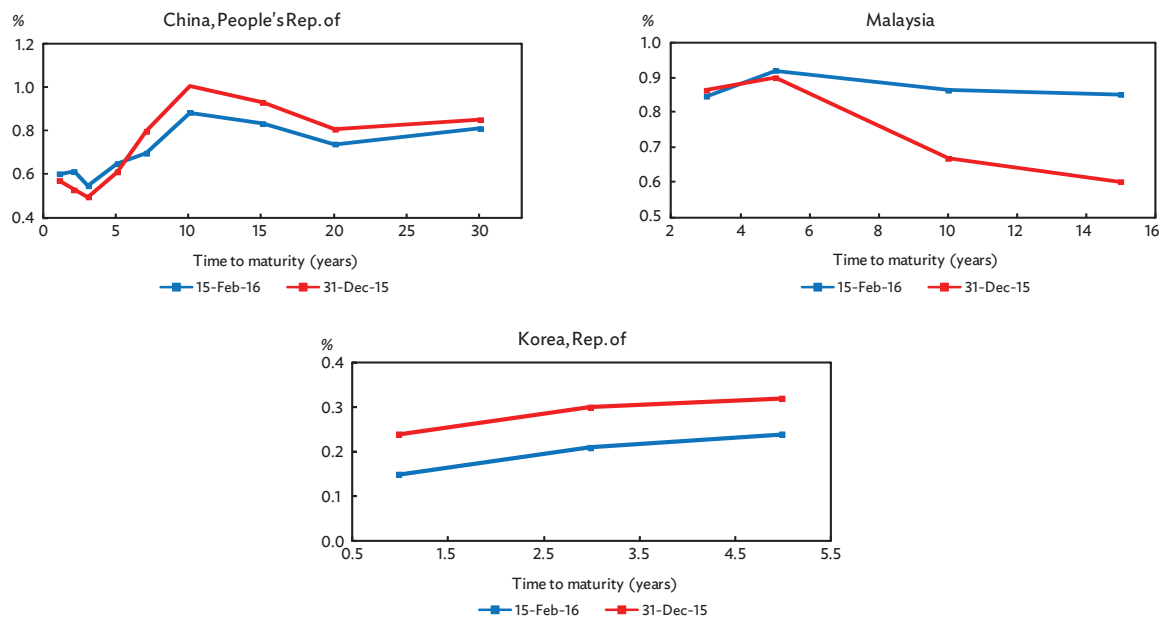 % China, People's Rep. of
1.2
1.0
0.8
0.6
0.4
0 5 10 15 20 25 30
Time to maturity (years)
15-Feb-16 31-Dec-15
% Malaysia
1.0
0.9
0.8
0.7
0.6
0.5
2 4 6 8 10 12 14 16
Time to maturity (years)
15-Feb-16 31-Dec-15
% Korea, Rep. of
0.4
0.3
0.2
0.1
0.0
0.5 1.5 2.5 3.5 4.5 5.5
Time to maturity (years)
15-Feb-16 31-Dec-15